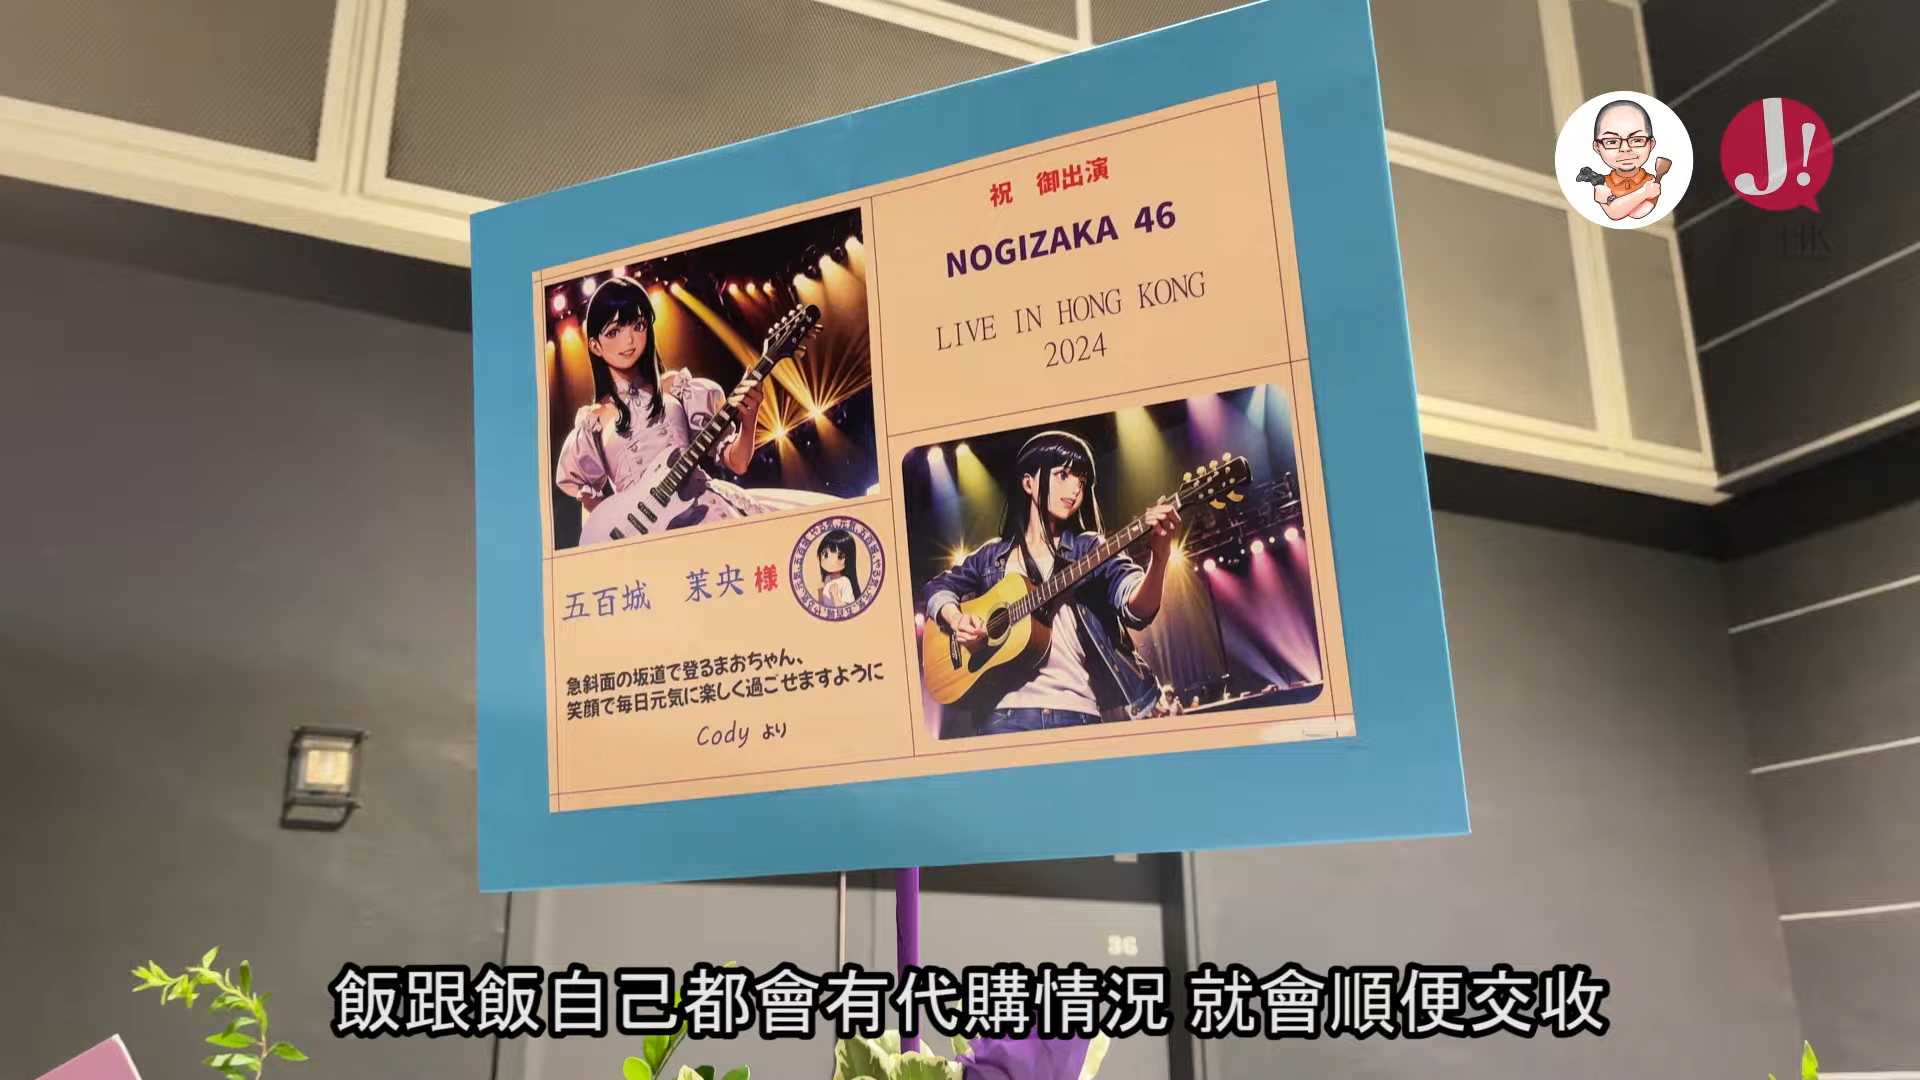 祝 御出演
NOGIZAKA 46
LIVE IN HONG KONG
2024
五百城 茉央 様
急斜面の坂道で登るまおちゃん、
笑顔で毎日元気に楽しく過ごせますように
Cody より
J!
HK
36
飯跟飯自己都會有代購情況 就會順便交收